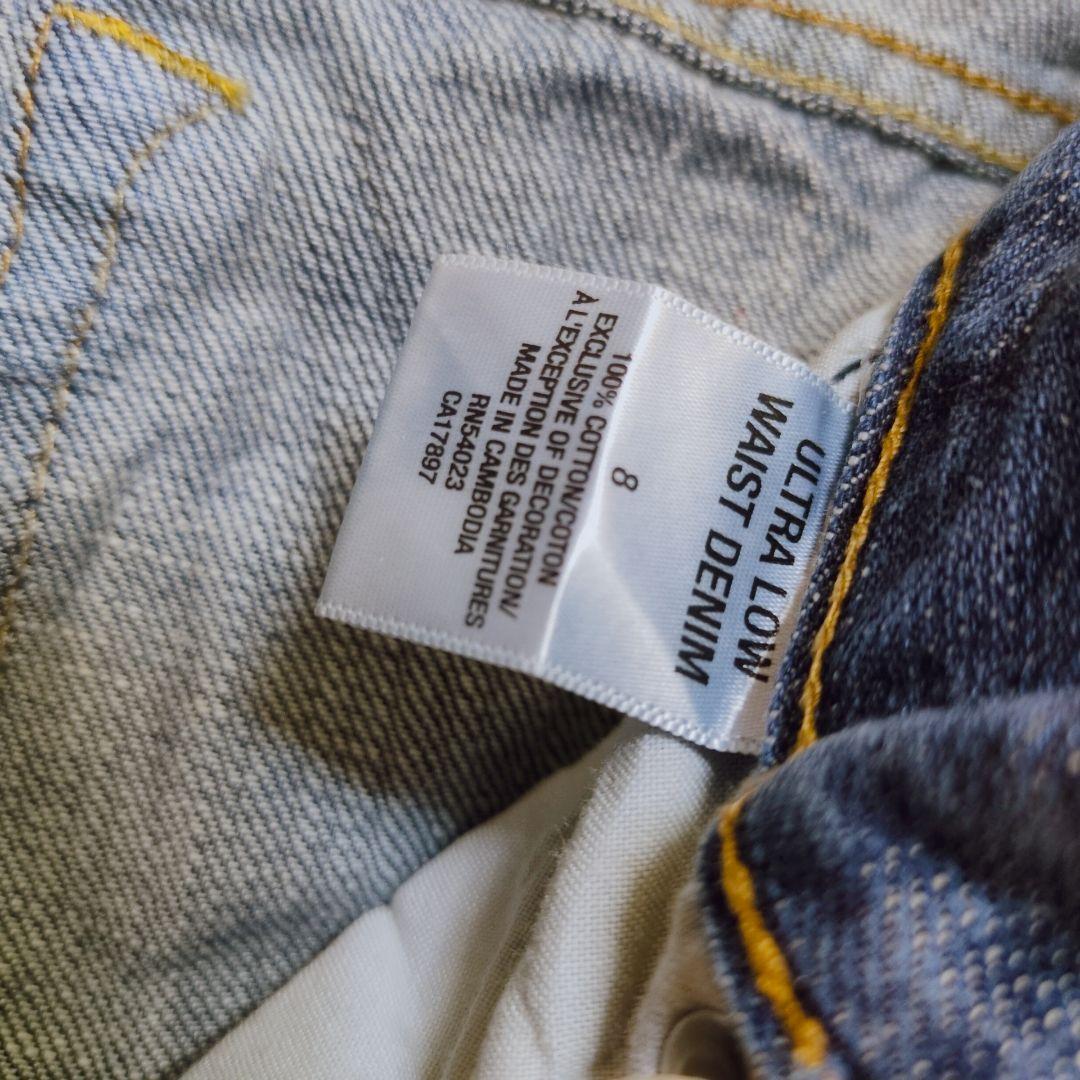 ULTRA LOW
WAIST DENIM
8
100% COTTON/COTON
EXCLUSIVE OF DECORATION/
A L'EXCEPTION DES GARNITURES
MADE IN CAMBODIA
RN54023
CA17897